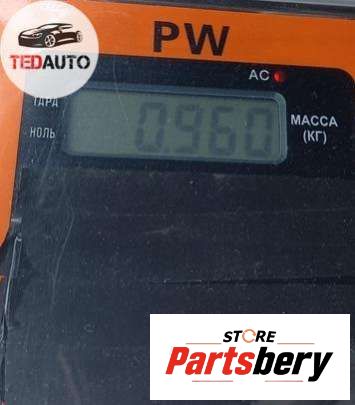 TEDAUTO
PW
AC
ТАРА
НОЛЬ
0.960
МАССА
(КГ)
STORE
Partsbery